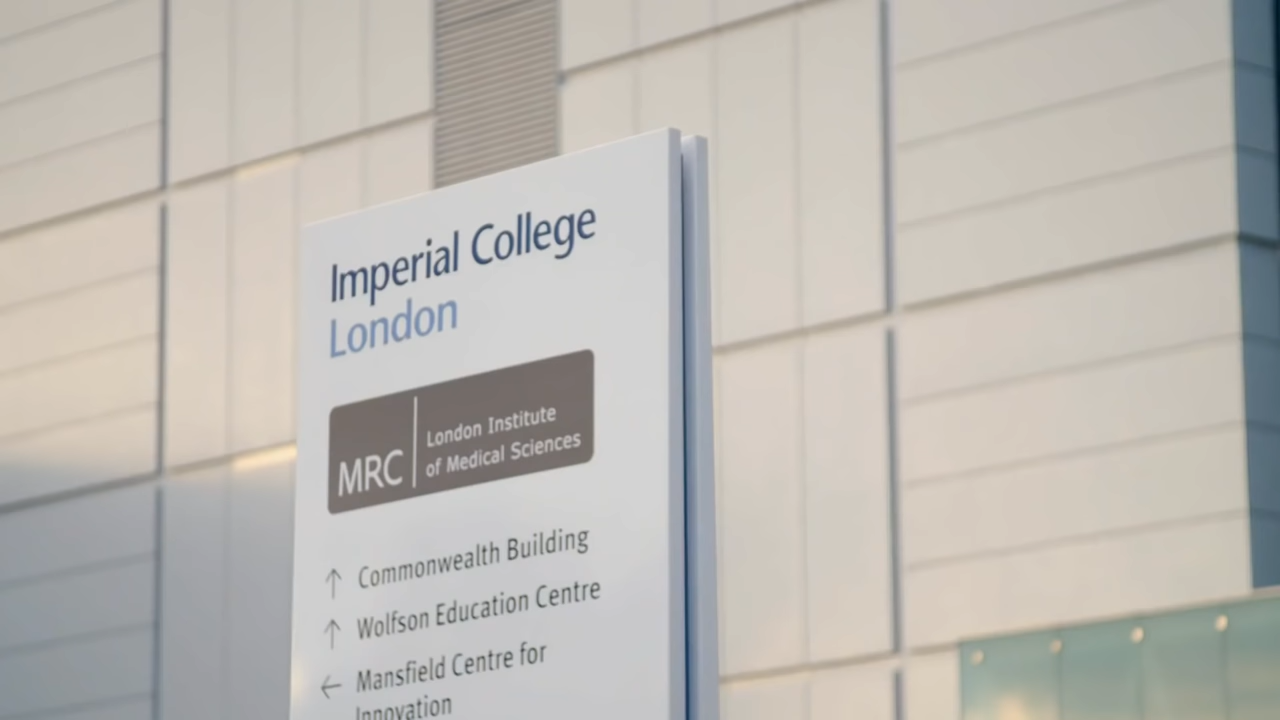 Imperial College
London
MRC
London Institute
of Medical Sciences
↑ Commonwealth Building
↑ Wolfson Education Centre
← Mansfield Centre for
Innovation